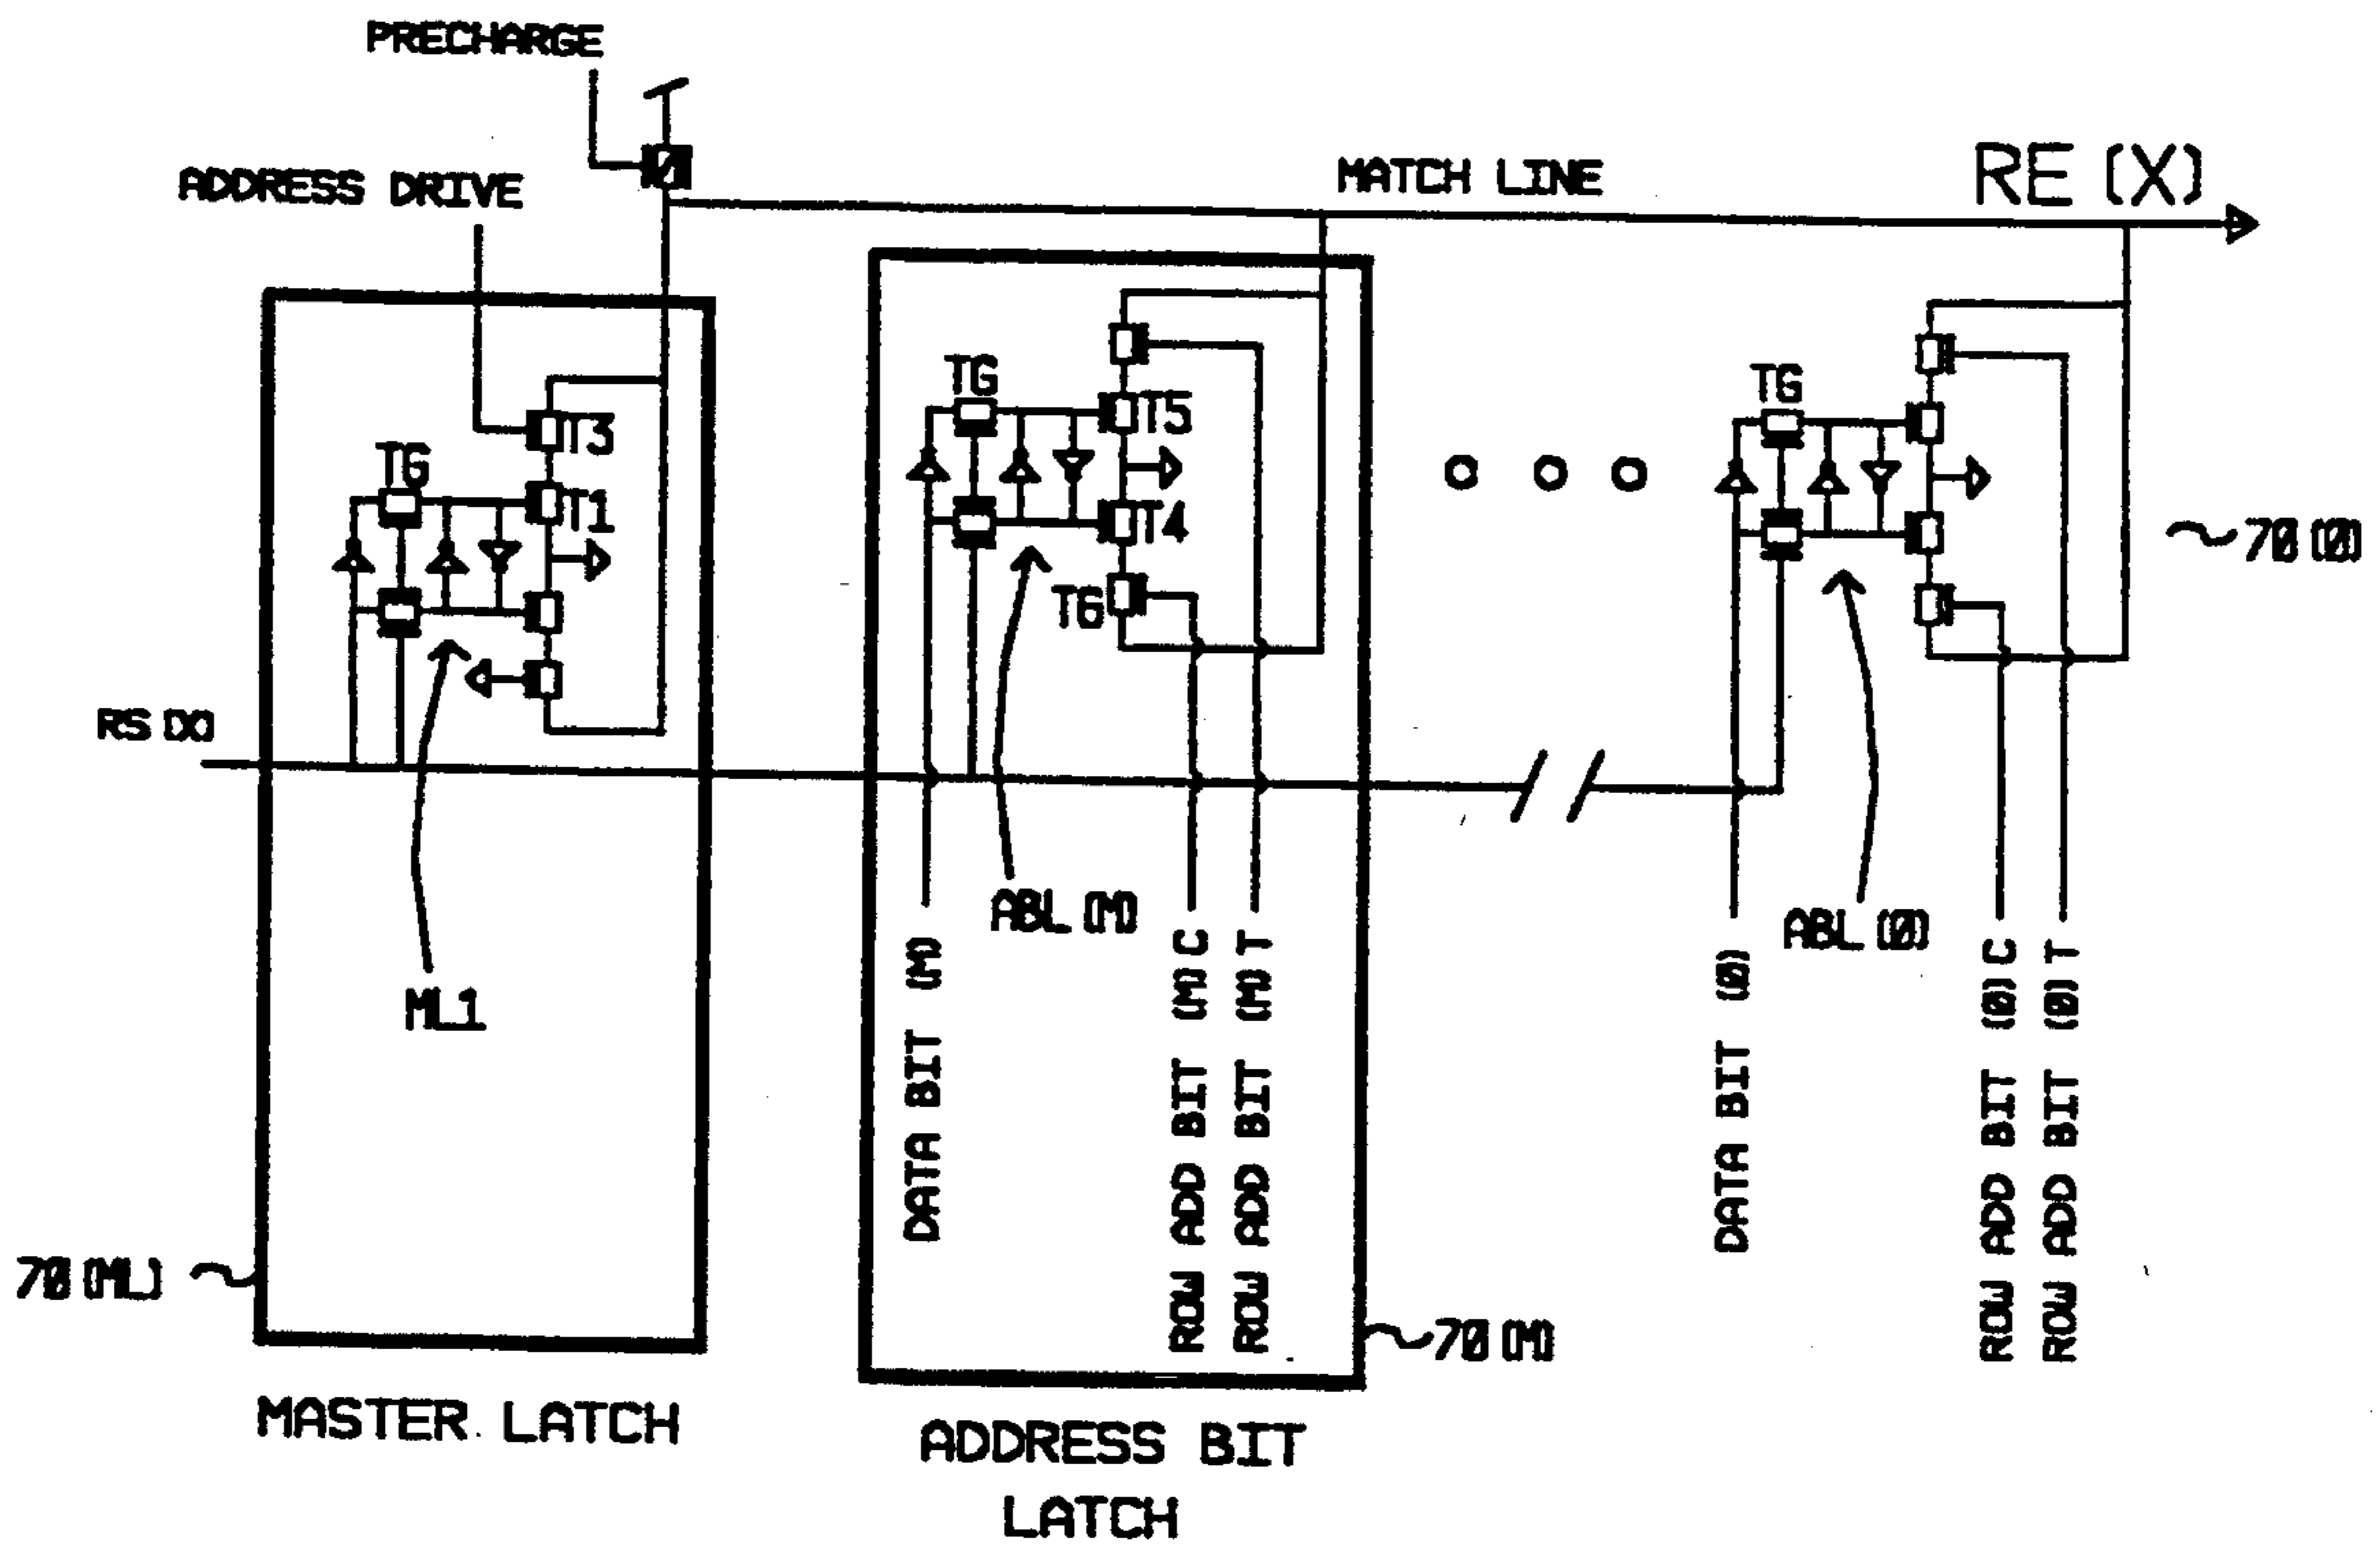 PRECHARGE
ADDRESS DRIVE
MATCH LINE
RE (X)
TG
T3
T1
TG
T5
T4
TG
TG
70 (0)
RS DO
ML1
ABL (M)
ABL (0)
DATA BIT (M)
ROW ADD BIT (M) C
ROW ADD BIT (M) T
DATA BIT (0)
ROW ADD BIT (0) C
ROW ADD BIT (0) T
70 (ML)
70 (M)
MASTER LATCH
ADDRESS BIT
LATCH